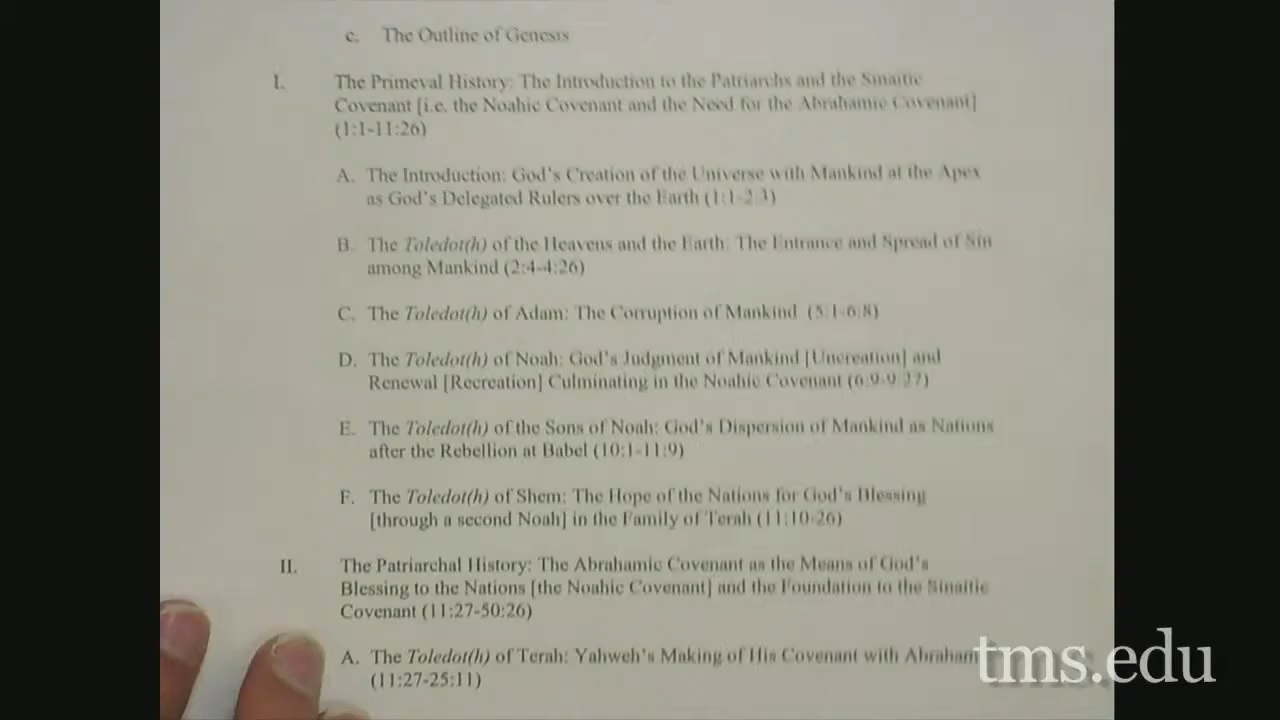 c. The Outline of Genesis
I. The Primeval History: The Introduction to the Patriarchs and the Sinaitic
Covenant [i.e. the Noahic Covenant and the Need for the Abrahamic Covenant]
(1:1-11:26)
A. The Introduction: God's Creation of the Universe with Mankind at the Apex
as God's Delegated Rulers over the Earth (1:1-2:3)
B. The Toledot(h) of the Heavens and the Earth: The Entrance and Spread of Sin
among Mankind (2:4-4:26)
C. The Toledot(h) of Adam: The Corruption of Mankind (5:1-6:8)
D. The Toledot(h) of Noah: God's Judgment of Mankind [Uncreation] and
Renewal [Recreation] Culminating in the Noahic Covenant (6:9-9:27)
E. The Toledot(h) of the Sons of Noah: God's Dispersion of Mankind as Nations
after the Rebellion at Babel (10:1-11:9)
F. The Toledot(h) of Shem: The Hope of the Nations for God's Blessing
[through a second Noah] in the Family of Terah (11:10-26)
II. The Patriarchal History: The Abrahamic Covenant as the Means of God's
Blessing to the Nations [the Noahic Covenant] and the Foundation to the Sinaitic
Covenant (11:27-50:26)
A. The Toledot(h) of Terah: Yahweh's Making of His Covenant with Abraham
(11:27-25:11)
tms.edu